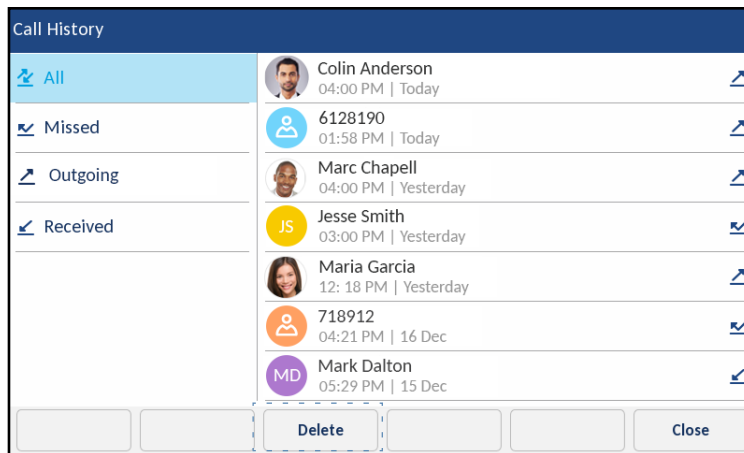 Call History
All
Missed
Outgoing
Received
Colin Anderson
04:00 PM | Today
6128190
01:58 PM | Today
Marc Chapell
04:00 PM | Yesterday
JS
Jesse Smith
03:00 PM | Yesterday
Maria Garcia
12: 18 PM | Yesterday
718912
04:21 PM | 16 Dec
MD
Mark Dalton
05:29 PM | 15 Dec
Delete
Close